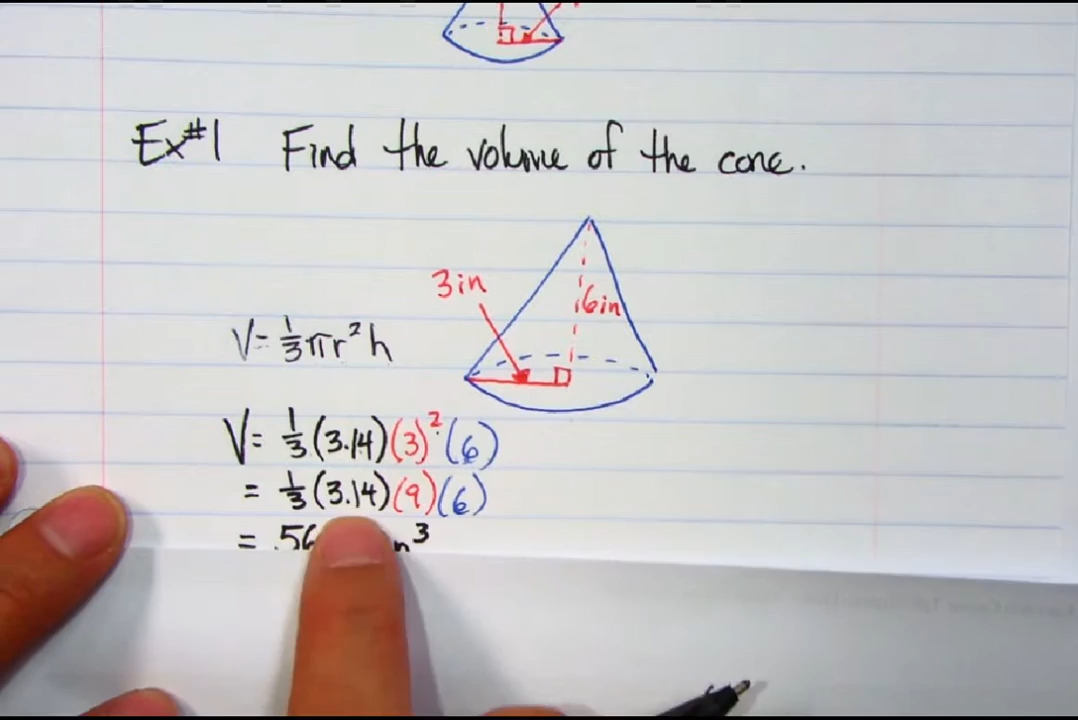 Ex#1 Find the volume of the cone.
3in
6in
V=⅓πr²h
V=⅓(3.14)(3)²(6)
=⅓(3.14)(9)(6)
=